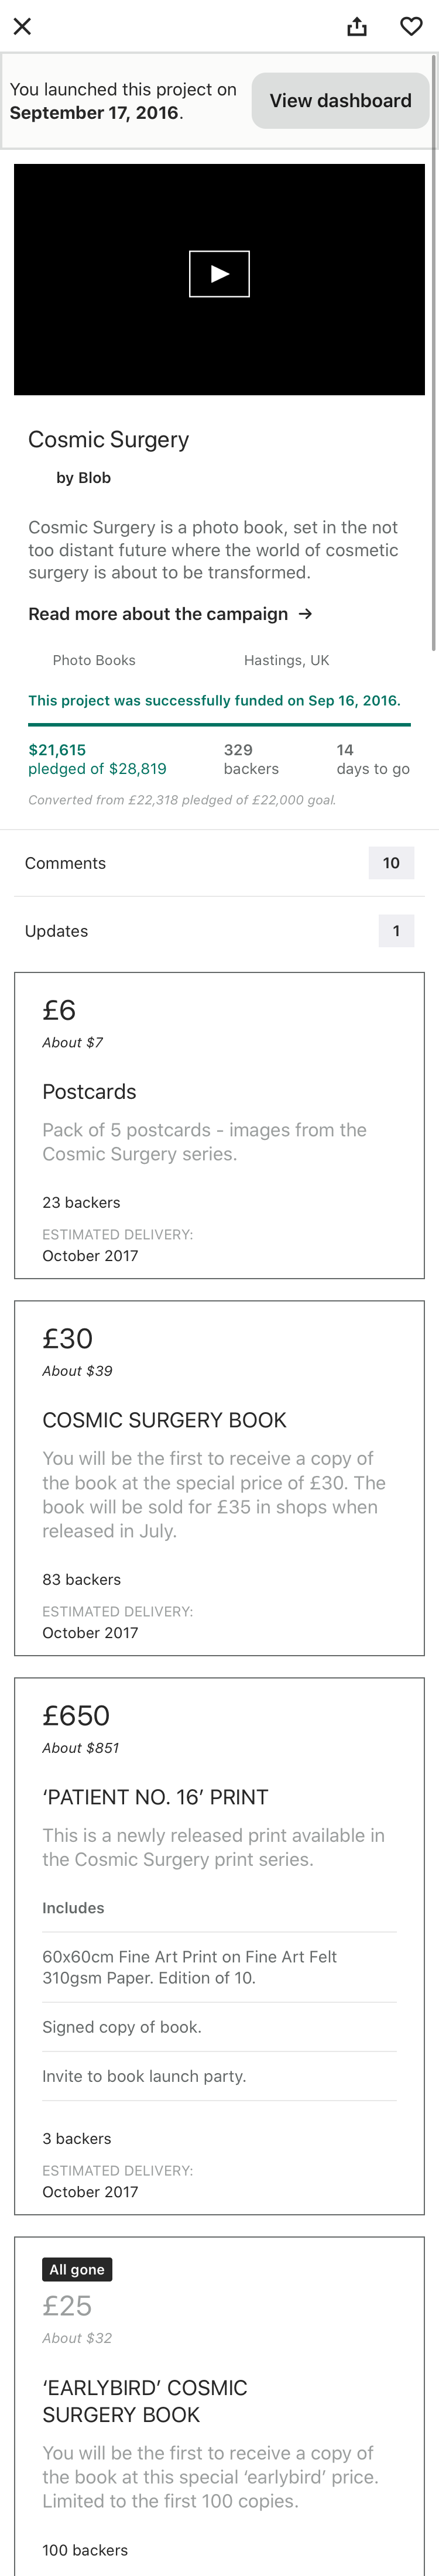 You launched this project on
September 17, 2016.
View dashboard
Cosmic Surgery
by Blob
Cosmic Surgery is a photo book, set in the not
too distant future where the world of cosmetic
surgery is about to be transformed.
Read more about the campaign →
Photo Books
Hastings, UK
This project was successfully funded on Sep 16, 2016.
$21,615
pledged of $28,819
329
backers
14
days to go
Converted from £22,318 pledged of £22,000 goal.
Comments
10
Updates
1
£6
About $7
Postcards
Pack of 5 postcards - images from the
Cosmic Surgery series.
23 backers
ESTIMATED DELIVERY:
October 2017
£30
About $39
COSMIC SURGERY BOOK
You will be the first to receive a copy of
the book at the special price of £30. The
book will be sold for £35 in shops when
released in July.
83 backers
ESTIMATED DELIVERY:
October 2017
£650
About $851
‘PATIENT NO. 16’ PRINT
This is a newly released print available in
the Cosmic Surgery print series.
Includes
60x60cm Fine Art Print on Fine Art Felt
310gsm Paper. Edition of 10.
Signed copy of book.
Invite to book launch party.
3 backers
ESTIMATED DELIVERY:
October 2017
All gone
£25
About $32
‘EARLYBIRD’ COSMIC
SURGERY BOOK
You will be the first to receive a copy of
the book at this special ‘earlybird’ price.
Limited to the first 100 copies.
100 backers